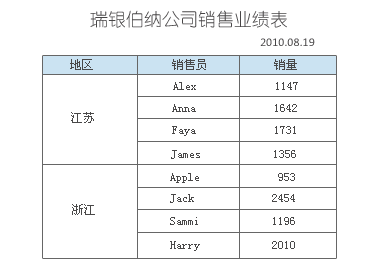 瑞银伯纳公司销售业绩表
2010.08.19
地区 销售员 销量
江苏 Alex 1147
Anna 1642
Faya 1731
James 1356
浙江 Apple 953
Jack 2454
Sammi 1196
Harry 2010